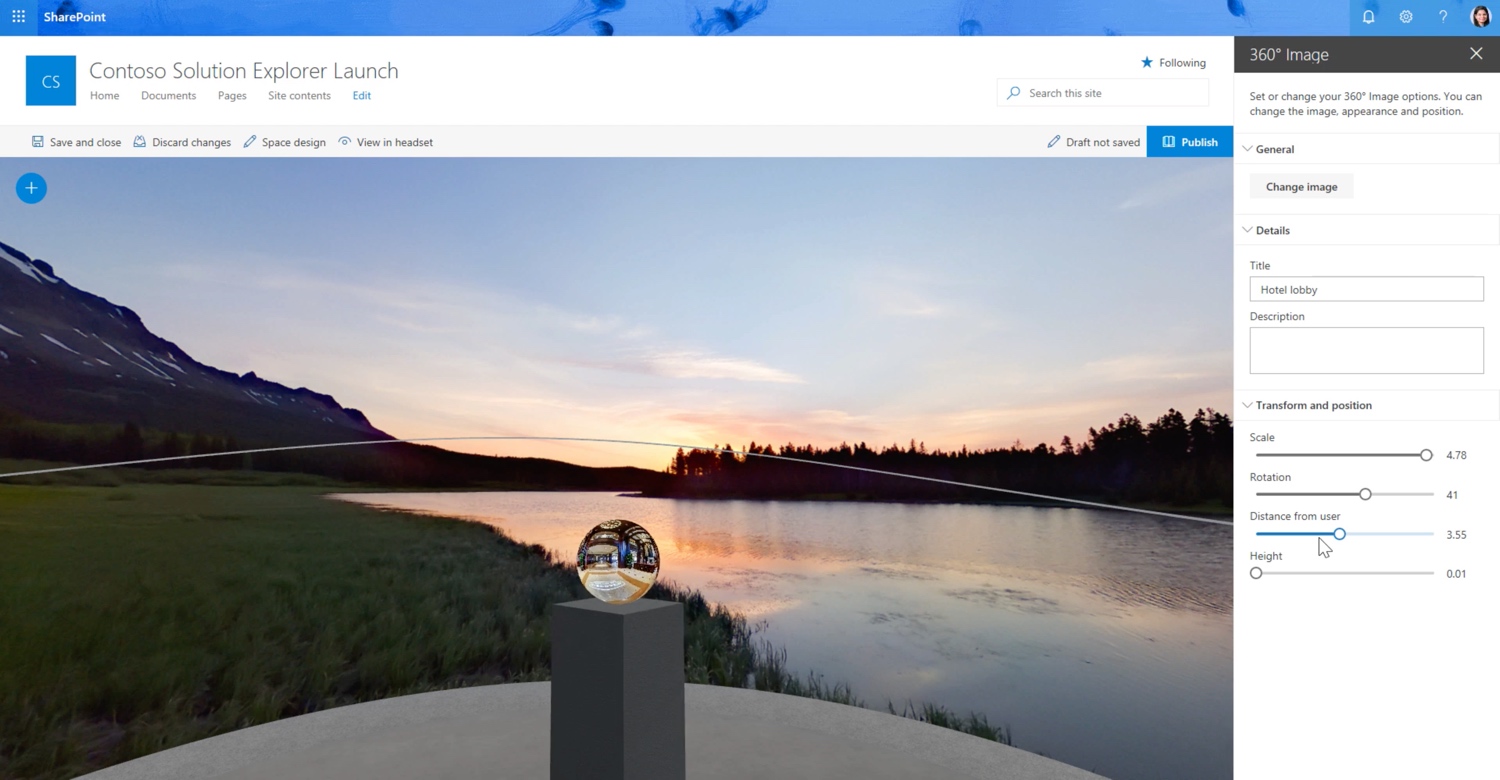 SharePoint
?
CS
Contoso Solution Explorer Launch
Home Documents Pages Site contents Edit
Following
Search this site
Save and close Discard changes Space design View in headset
Draft not saved Publish
360° Image
Set or change your 360° Image options. You can
change the image, appearance and position.
General
Change image
Details
Title
Hotel lobby
Description
Transform and position
Scale
4.78
Rotation
41
Distance from user
3.55
Height
0.01